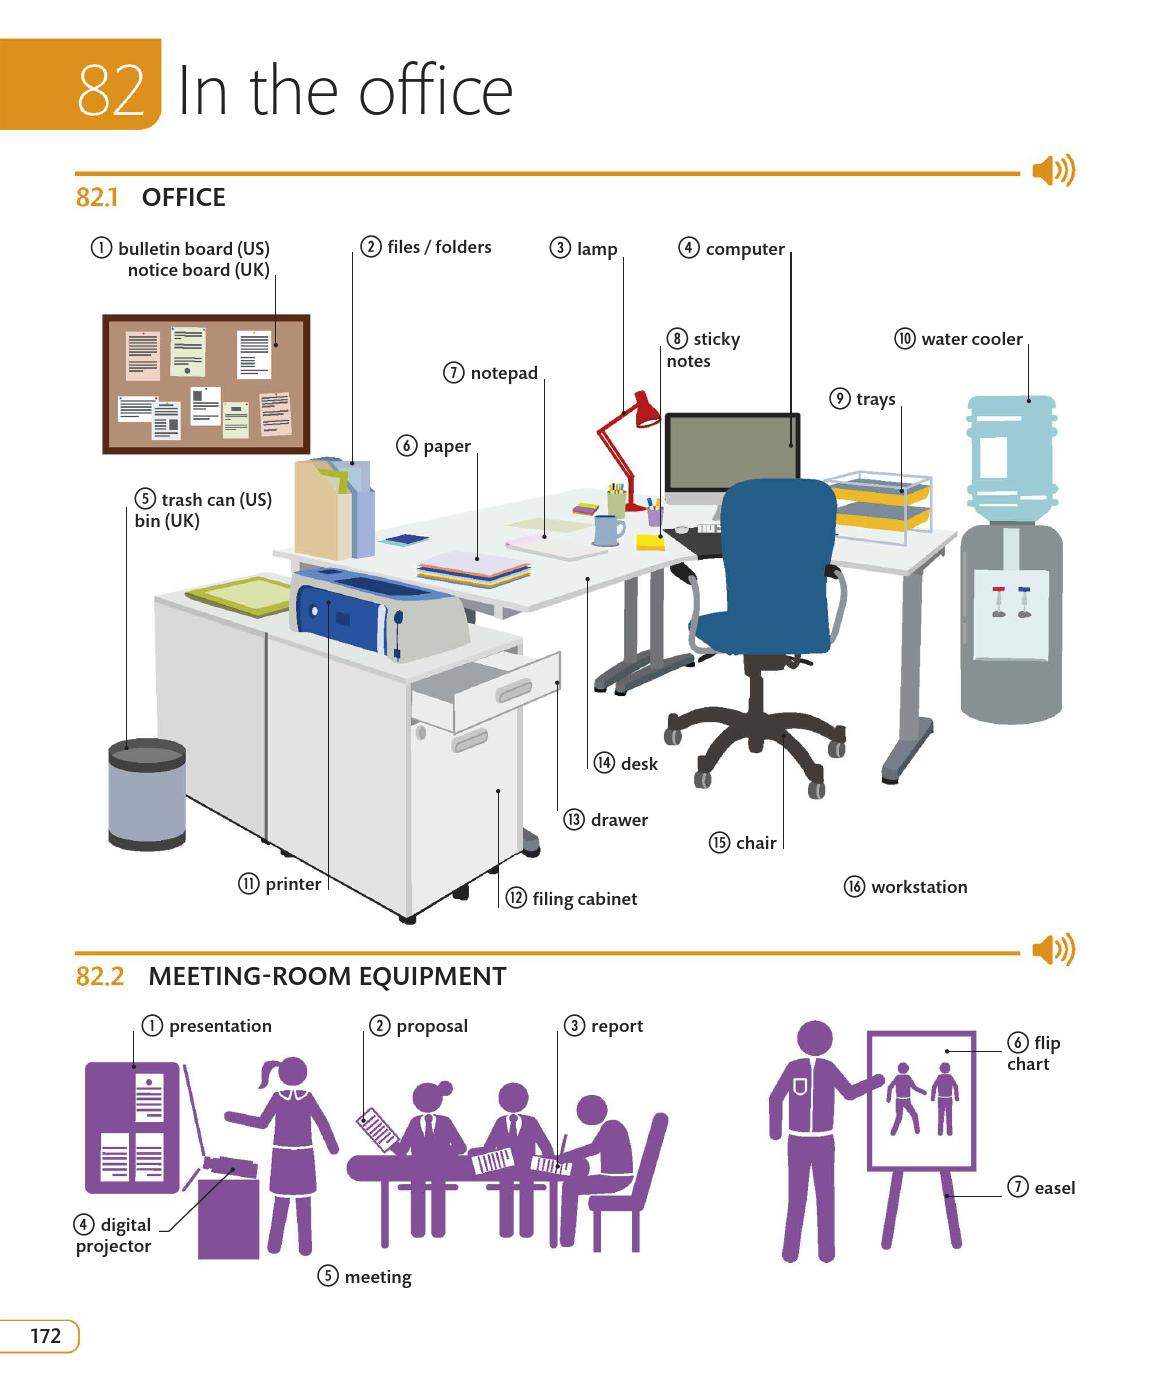 82 In the office
82.1 OFFICE
1 bulletin board (US)
notice board (UK)
2 files / folders
3 lamp
4 computer
5 trash can (US)
bin (UK)
6 paper
7 notepad
8 sticky
notes
9 trays
10 water cooler
11 printer
12 filing cabinet
13 drawer
14 desk
15 chair
16 workstation
82.2 MEETING-ROOM EQUIPMENT
1 presentation
2 proposal
3 report
4 digital
projector
5 meeting
6 flip
chart
7 easel
172